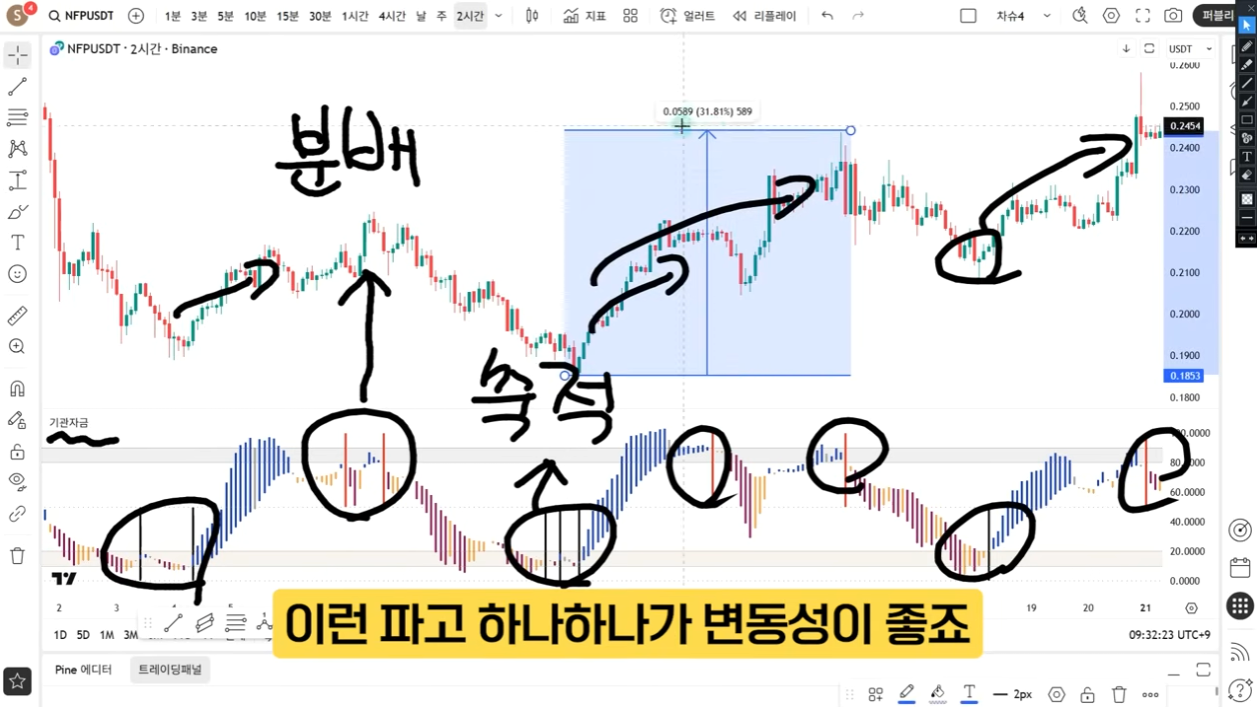 S 4 NFPUSDT 1분 3분 5분 10분 15분 30분 1시간 4시간 날 주 2시간 지표 얼러트 리플레이 차슈4 퍼블리
NFPUSDT · 2시간 · Binance
USDT
0.2600
0.0589 (31.81%) 589
0.2500
0.2454
0.2400
0.2300
0.2200
0.2100
0.2000
0.1900
0.1853
0.1800
분배
축적
기관자금
80.
60.00
40.0000
20.0000
0.0000
2 3 4 5 19 20 21
이런 파고 하나하나가 변동성이 좋죠
1D 5D 1M 3M
09:32:23 UTC+9
Pine 에디터 트레이딩패널
T 2px